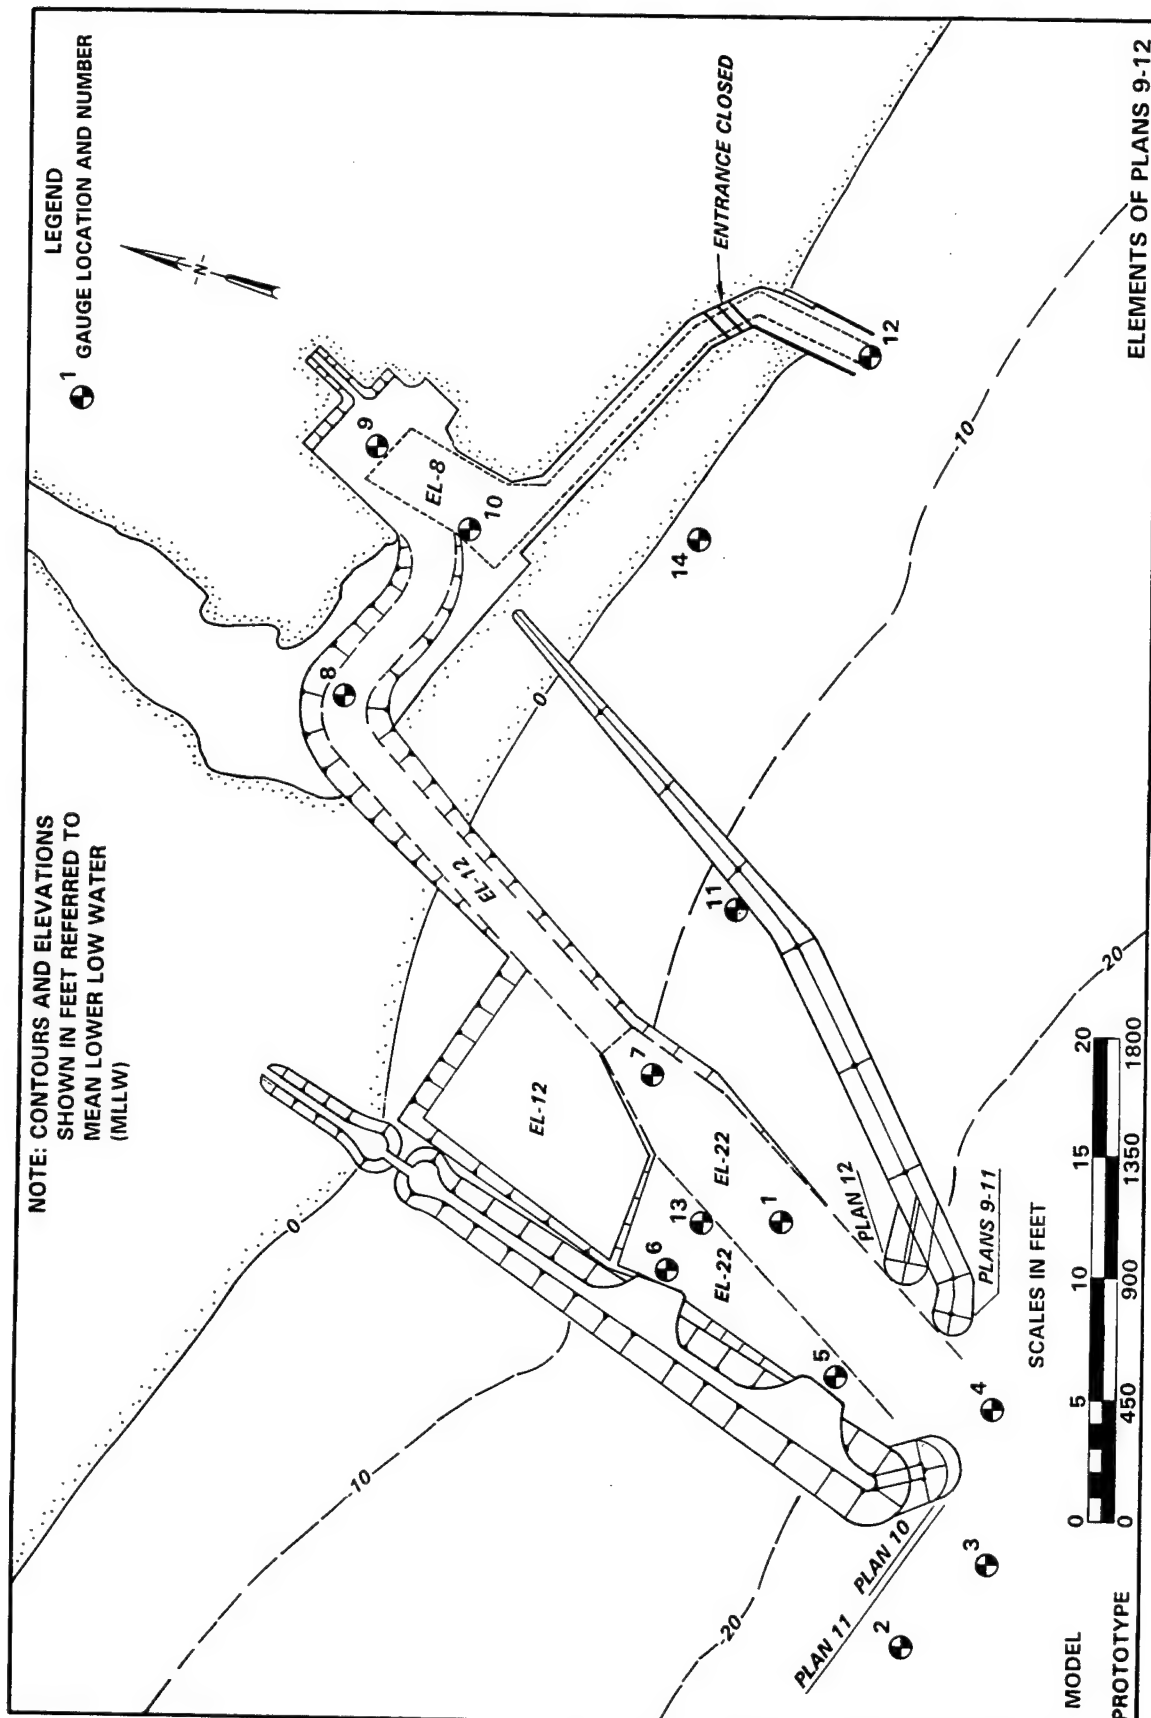 NOTE: CONTOURS AND ELEVATIONS
SHOWN IN FEET REFERRED TO
MEAN LOWER LOW WATER
(MLLW)
LEGEND
1 GAUGE LOCATION AND NUMBER
-N-
9
EL-8
10
8
ENTRANCE CLOSED
12
14
0
-10
EL-12
11
-20
7
EL-12
EL-22
PLAN 12
1
13
6
EL-22
PLANS 9-11
5
4
0
-10
-20
PLAN 10
PLAN 11
3
2
SCALES IN FEET
MODEL 0 5 10 15 20
PROTOTYPE 0 450 900 1350 1800
ELEMENTS OF PLANS 9-12